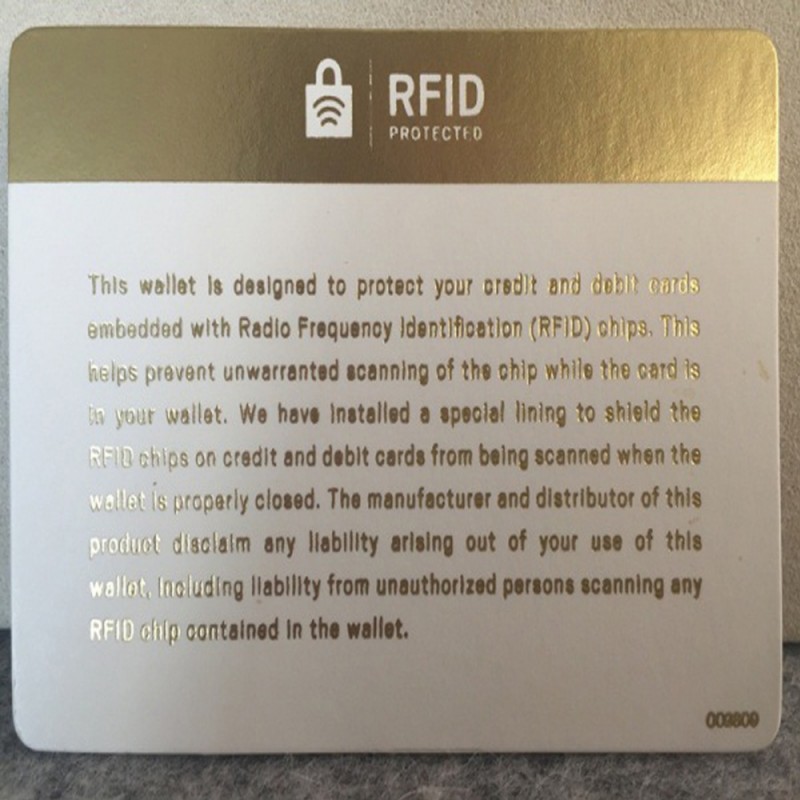 RFID
PROTECTED
This wallet is designed to protect your credit and debit cards
embedded with Radio Frequency Identification (RFID) chips. This
helps prevent unwarranted scanning of the chip while the card is
in your wallet. We have installed a special lining to shield the
RFID chips on credit and debit cards from being scanned when the
wallet is properly closed. The manufacturer and distributor of this
product disclaim any liability arising out of your use of this
wallet, including liability from unauthorized persons scanning any
RFID chip contained in the wallet.